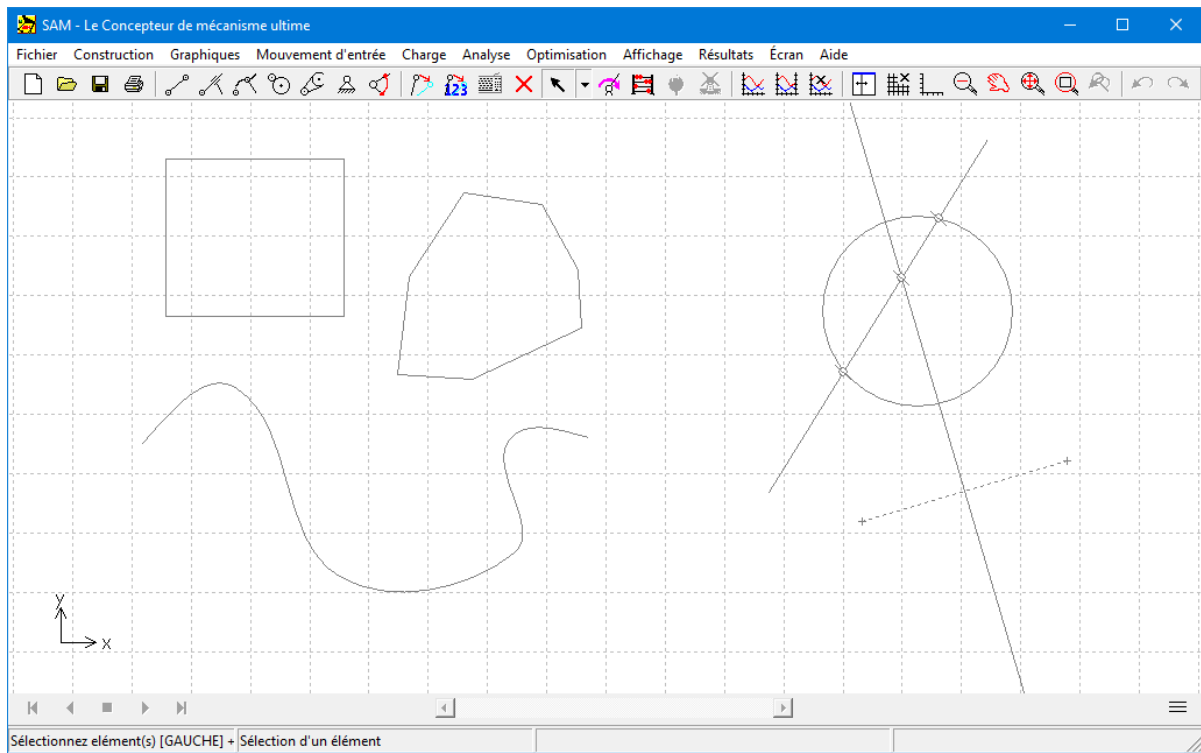 SAM - Le Concepteur de mécanisme ultime
Fichier Construction Graphiques Mouvement d'entrée Charge Analyse Optimisation Affichage Résultats Écran Aide
123
y
x
Sélectionnez elément(s) [GAUCHE] + Sélection d'un élément